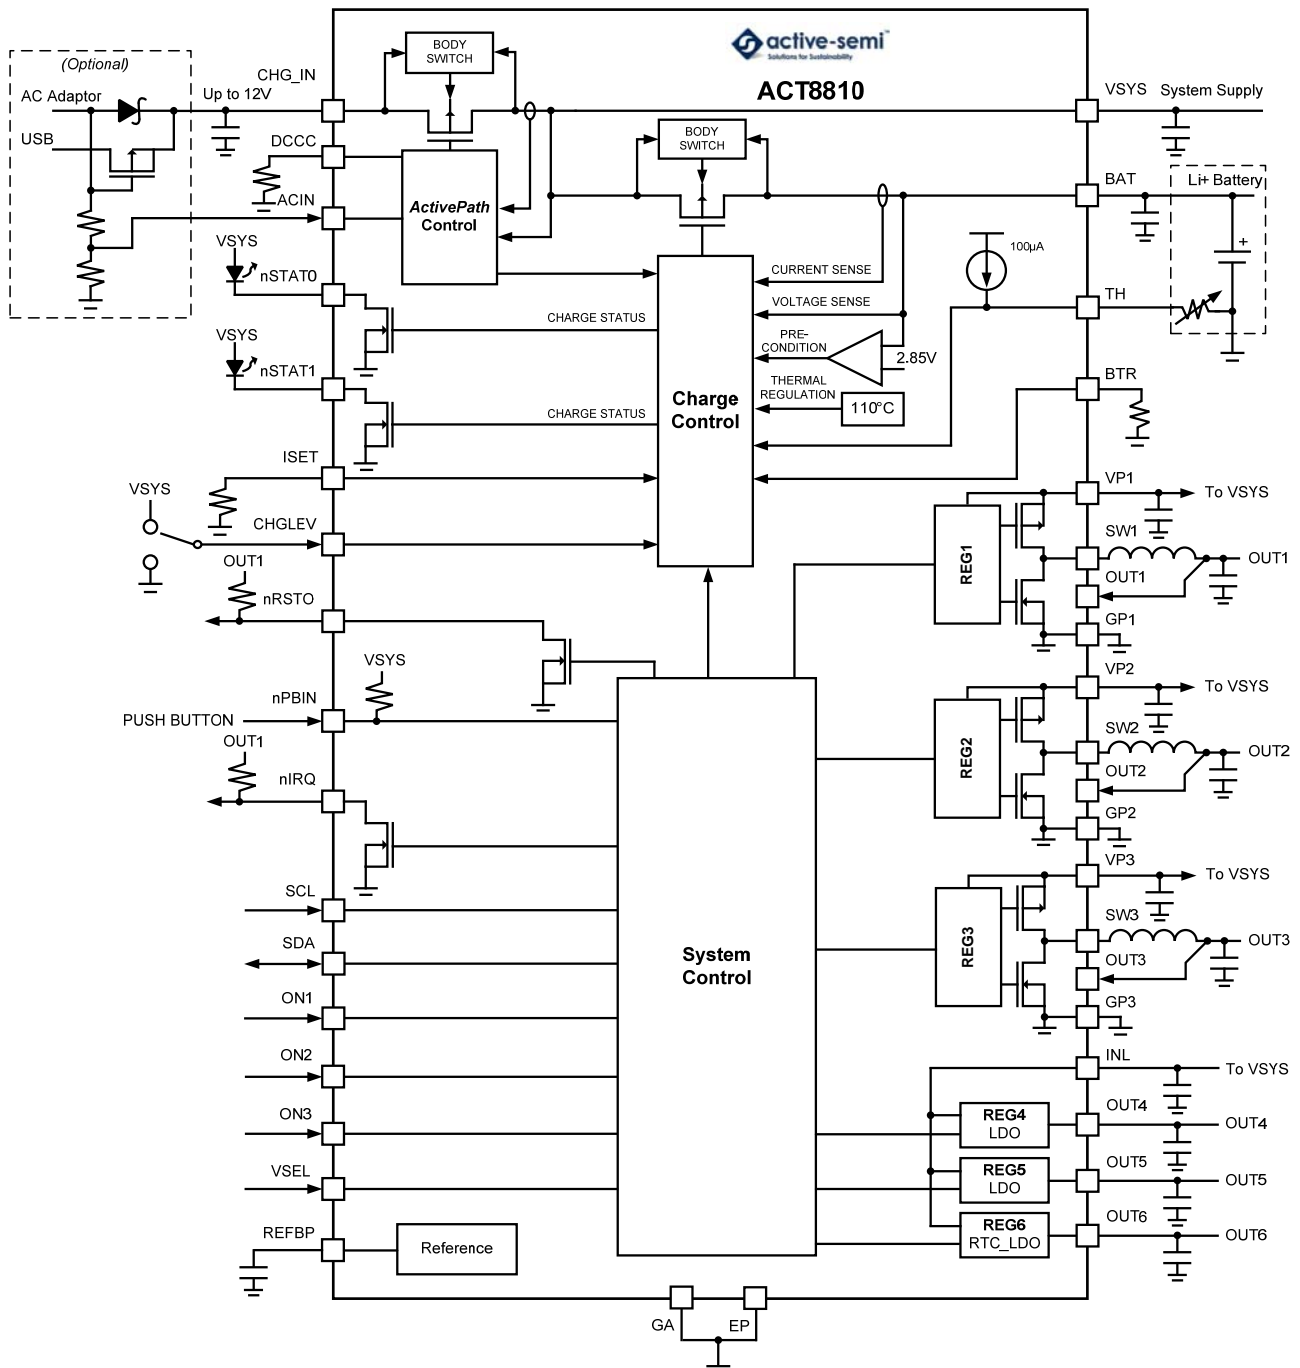 active-semi™
Solutions for Sustainability
ACT8810
(Optional)
AC Adaptor
USB
Up to 12V
CHG_IN
BODY
SWITCH
VSYS
System Supply
DCCC
ActivePath
Control
BODY
SWITCH
BAT
Li+ Battery
+
ACIN
VSYS
nSTAT0
CURRENT SENSE
100µA
TH
VOLTAGE SENSE
CHARGE STATUS
PRE-
CONDITION
2.85V
VSYS
nSTAT1
THERMAL
REGULATION
110°C
BTR
CHARGE STATUS
Charge
Control
ISET
VSYS
CHGLEV
VP1
To VSYS
REG1
SW1
OUT1
OUT1
GP1
OUT1
nRSTO
VSYS
nPBIN
PUSH BUTTON
VP2
To VSYS
REG2
SW2
OUT2
OUT2
GP2
OUT1
nIRQ
VP3
To VSYS
REG3
SW3
OUT3
OUT3
GP3
SCL
SDA
System
Control
ON1
ON2
ON3
VSEL
INL
To VSYS
REG4
LDO
OUT4
OUT4
REG5
LDO
OUT5
OUT5
REG6
RTC_LDO
OUT6
OUT6
REFBP
Reference
GA
EP